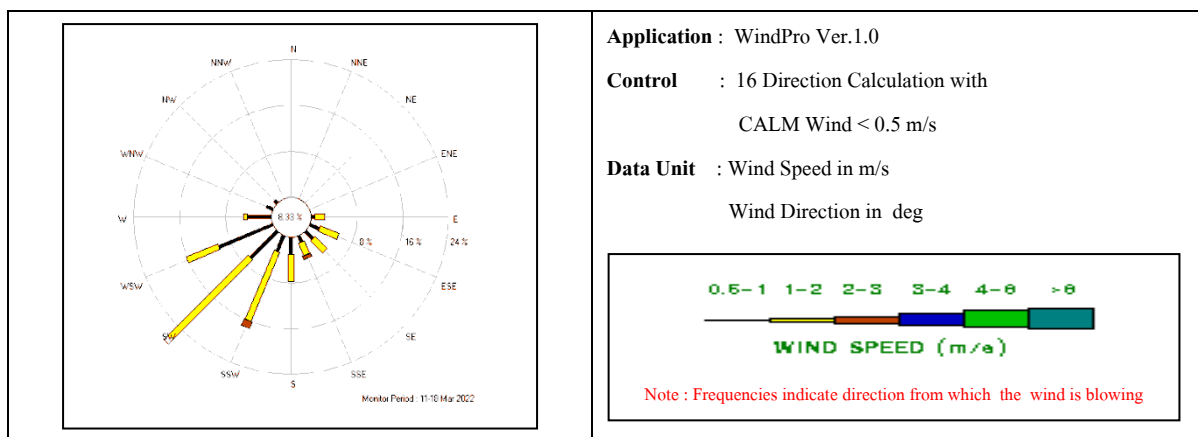 N
NNW
NNE
NW
NE
WNW
ENE
W
8.33 %
E
8 %
16 %
24 %
WSW
ESE
SW
SE
SSW
SSE
S
Monitor Period : 11-18 Mar 2022
Application : WindPro Ver.1.0
Control : 16 Direction Calculation with
CALM Wind < 0.5 m/s
Data Unit : Wind Speed in m/s
Wind Direction in deg
0.5-1 1-2 2-3 3-4 4-8 >8
WIND SPEED (m/s)
Note : Frequencies indicate direction from which the wind is blowing